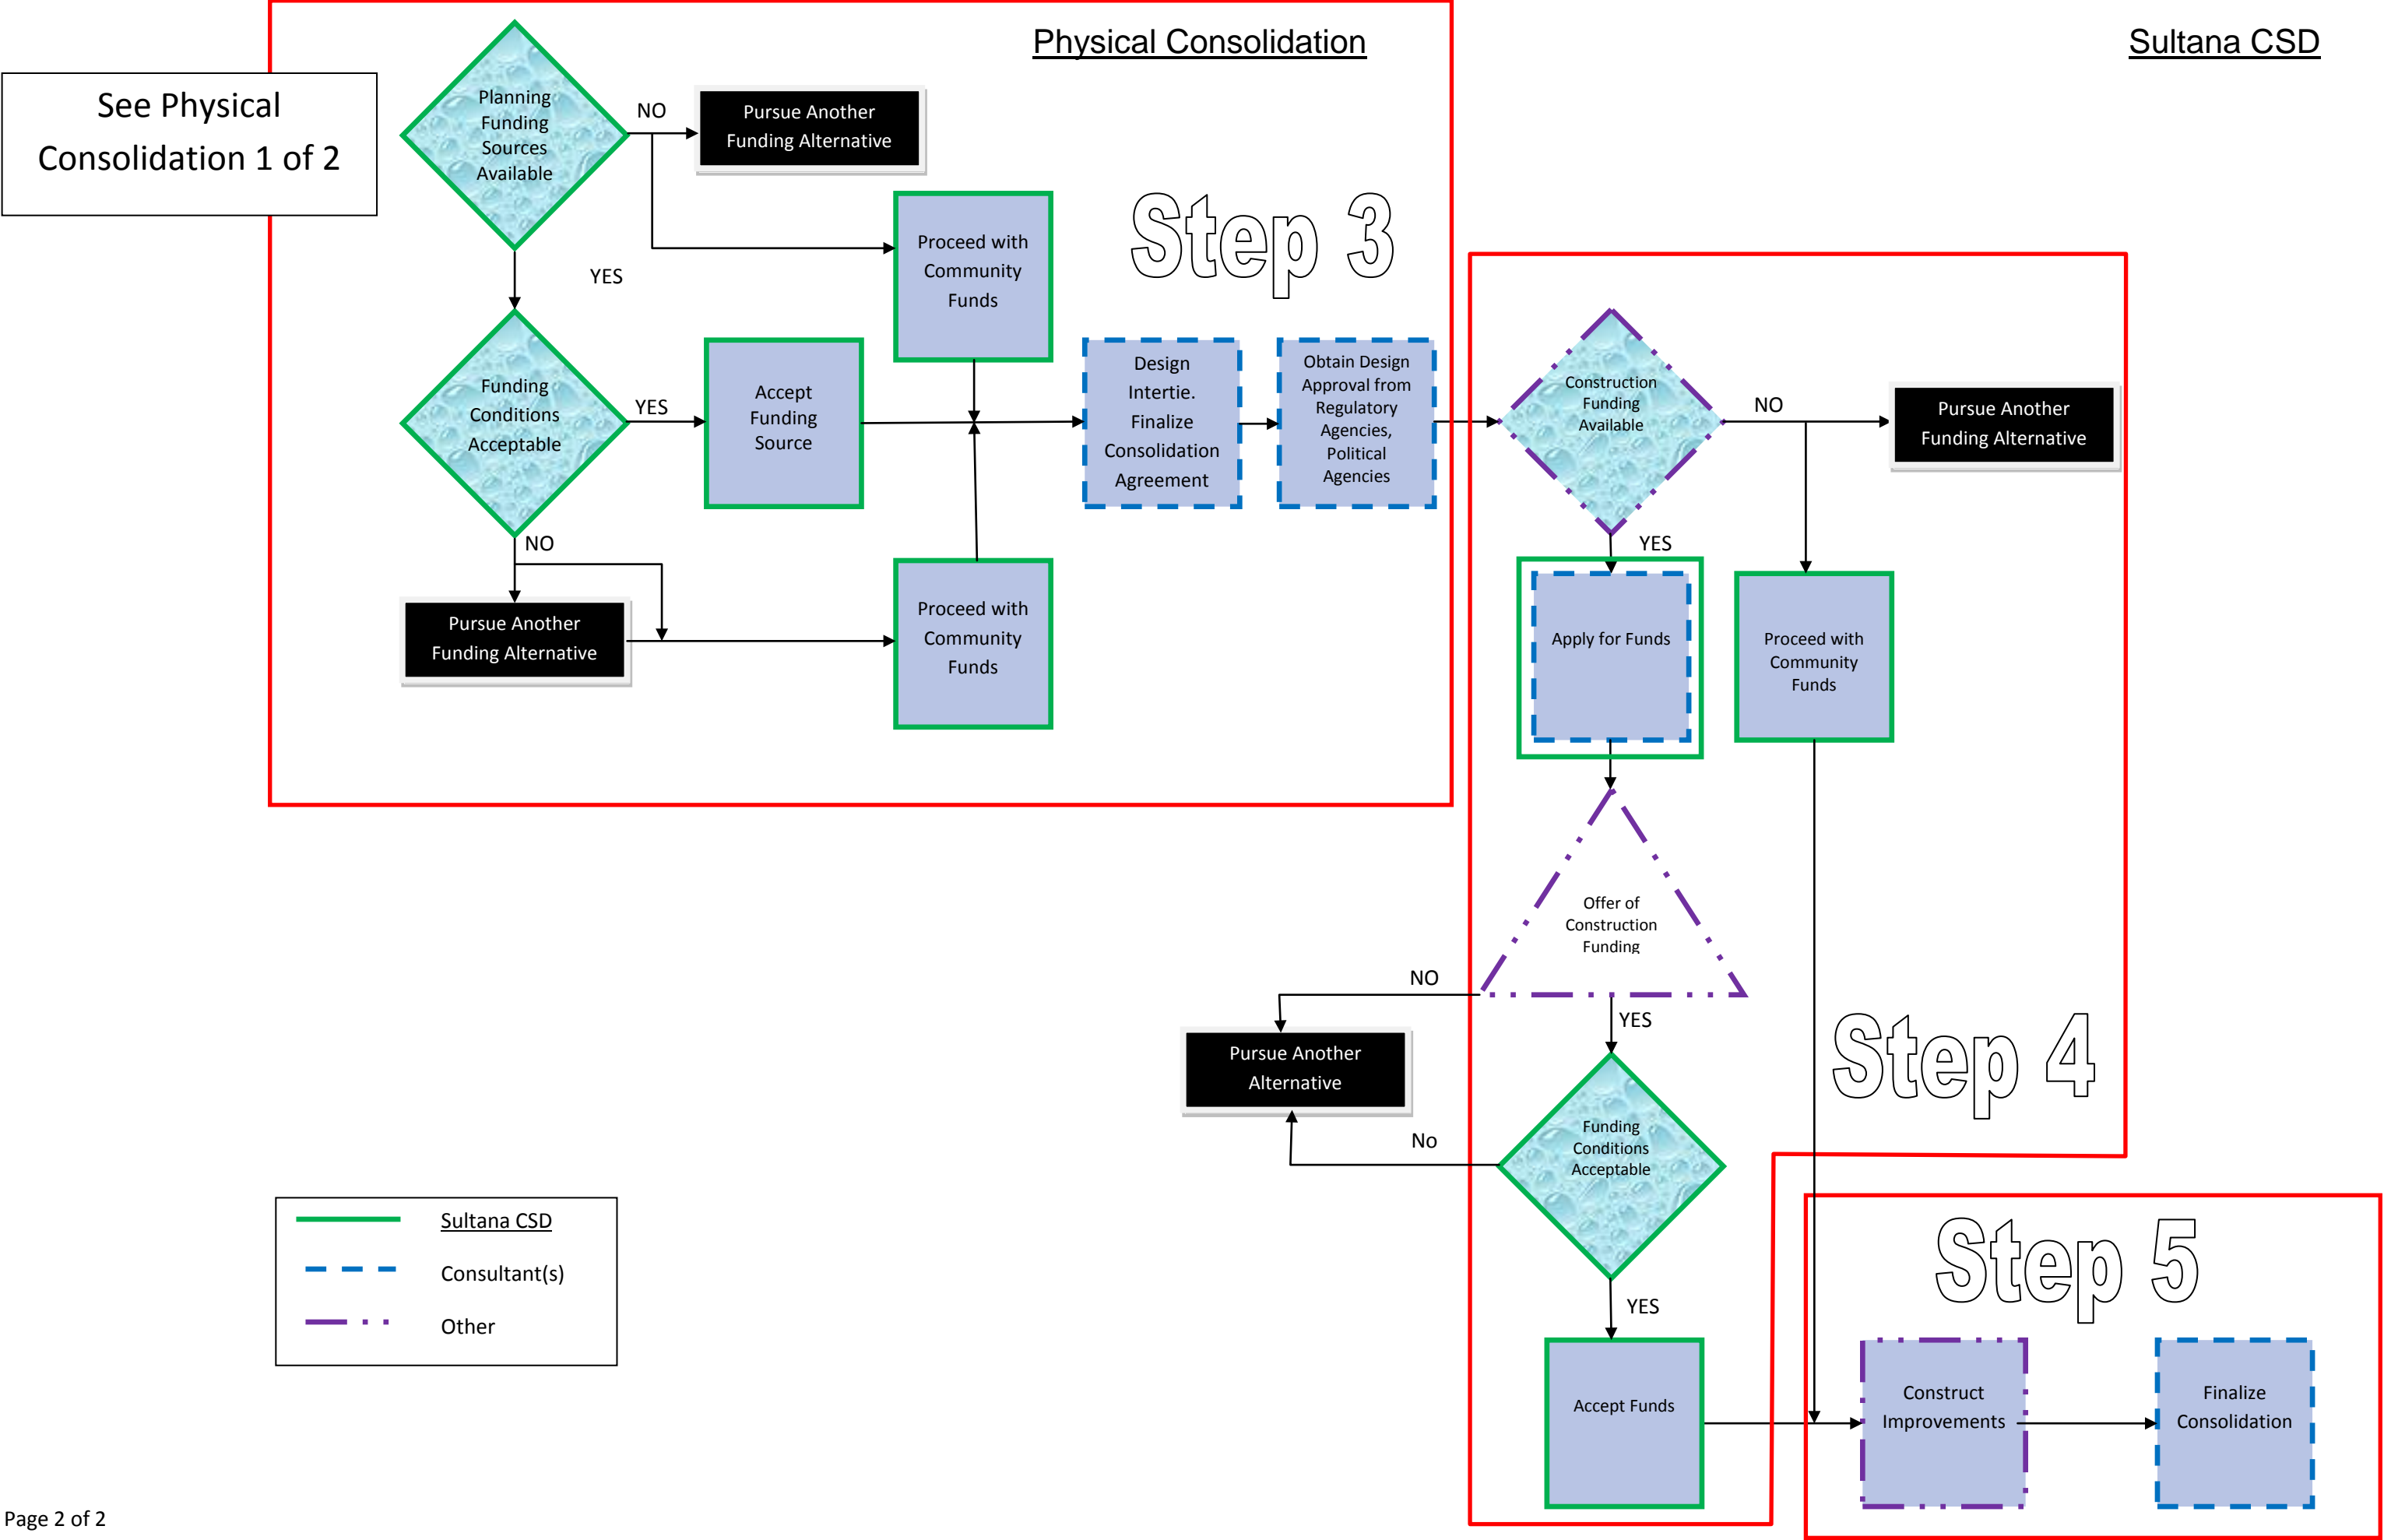 Physical Consolidation
Sultana CSD
See Physical
Consolidation 1 of 2
Planning
Funding
Sources
Available
NO
Pursue Another
Funding Alternative
YES
Proceed with
Community
Funds
Step 3
Funding
Conditions
Acceptable
YES
Accept
Funding
Source
Design
Intertie.
Finalize
Consolidation
Agreement
Obtain Design
Approval from
Regulatory
Agencies,
Political
Agencies
NO
Pursue Another
Funding Alternative
Proceed with
Community
Funds
Construction
Funding
Available
NO
Pursue Another
Funding Alternative
YES
Apply for Funds
Proceed with
Community
Funds
Offer of
Construction
Funding
NO
YES
Pursue Another
Alternative
Step 4
No
Funding
Conditions
Acceptable
YES
Accept Funds
Step 5
Construct
Improvements
Finalize
Consolidation
Sultana CSD
Consultant(s)
Other
Page 2 of 2